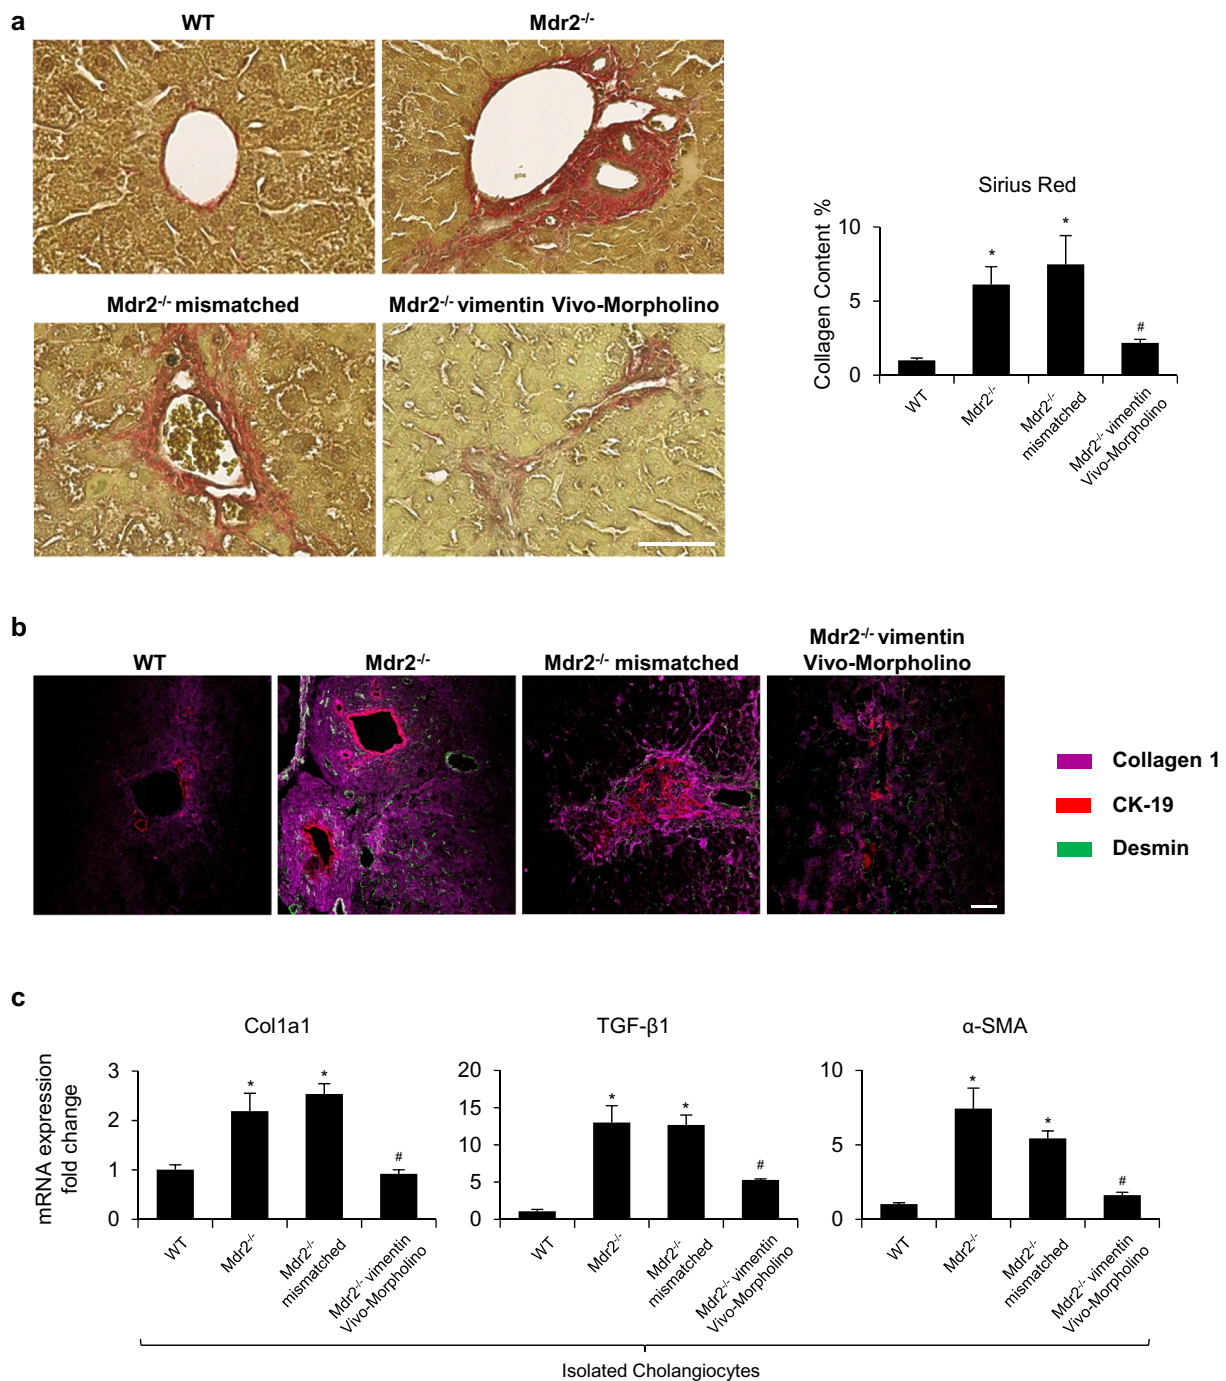 a
WT
Mdr2-/-
Mdr2-/- mismatched
Mdr2-/- vimentin Vivo-Morpholino
Sirius Red
Collagen Content %
10
5
0
*
*
#
WT
Mdr2-/-
Mdr2-/-
mismatched
Mdr2-/- vimentin
Vivo-Morpholino
b
WT
Mdr2-/-
Mdr2-/- mismatched
Mdr2-/- vimentin
Vivo-Morpholino
Collagen 1
CK-19
Desmin
c
Col1a1
mRNA expression
fold change
3
2
1
0
*
*
#
WT
Mdr2-/-
Mdr2-/-
mismatched
Mdr2-/- vimentin
Vivo-Morpholino
TGF-β1
20
15
10
5
0
*
*
#
WT
Mdr2-/-
Mdr2-/-
mismatched
Mdr2-/- vimentin
Vivo-Morpholino
α-SMA
10
5
0
*
*
#
WT
Mdr2-/-
Mdr2-/-
mismatched
Mdr2-/- vimentin
Vivo-Morpholino
Isolated Cholangiocytes